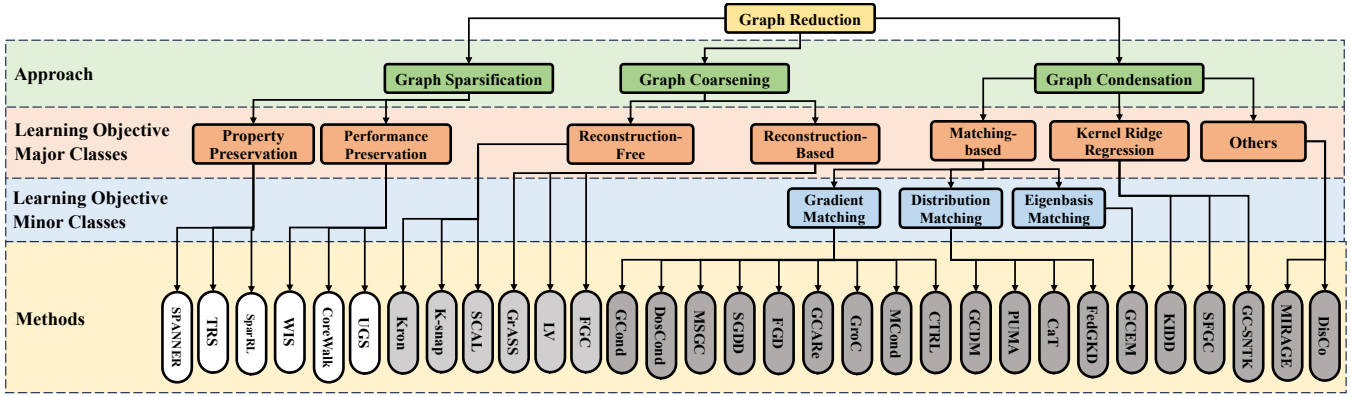 Graph Reduction
Approach
Graph Sparsification
Graph Coarsening
Graph Condensation
Learning Objective
Major Classes
Property
Preservation
Performance
Preservation
Reconstruction-
Free
Reconstruction-
Based
Matching-
based
Kernel Ridge
Regression
Others
Learning Objective
Minor Classes
Gradient
Matching
Distribution
Matching
Eigenbasis
Matching
Methods
SPANNER
TRS
SparRL
WIS
CoreWalk
UGS
Kron
K-snap
SCAL
GrASS
LV
FGC
GCond
DosCond
MSGC
SGDD
FGD
GCARe
GroC
MCond
CTRL
GCDM
PUMA
CaT
FedGKD
GCEM
KIDD
SFGC
GC-SNTK
MIRAGE
DisCo